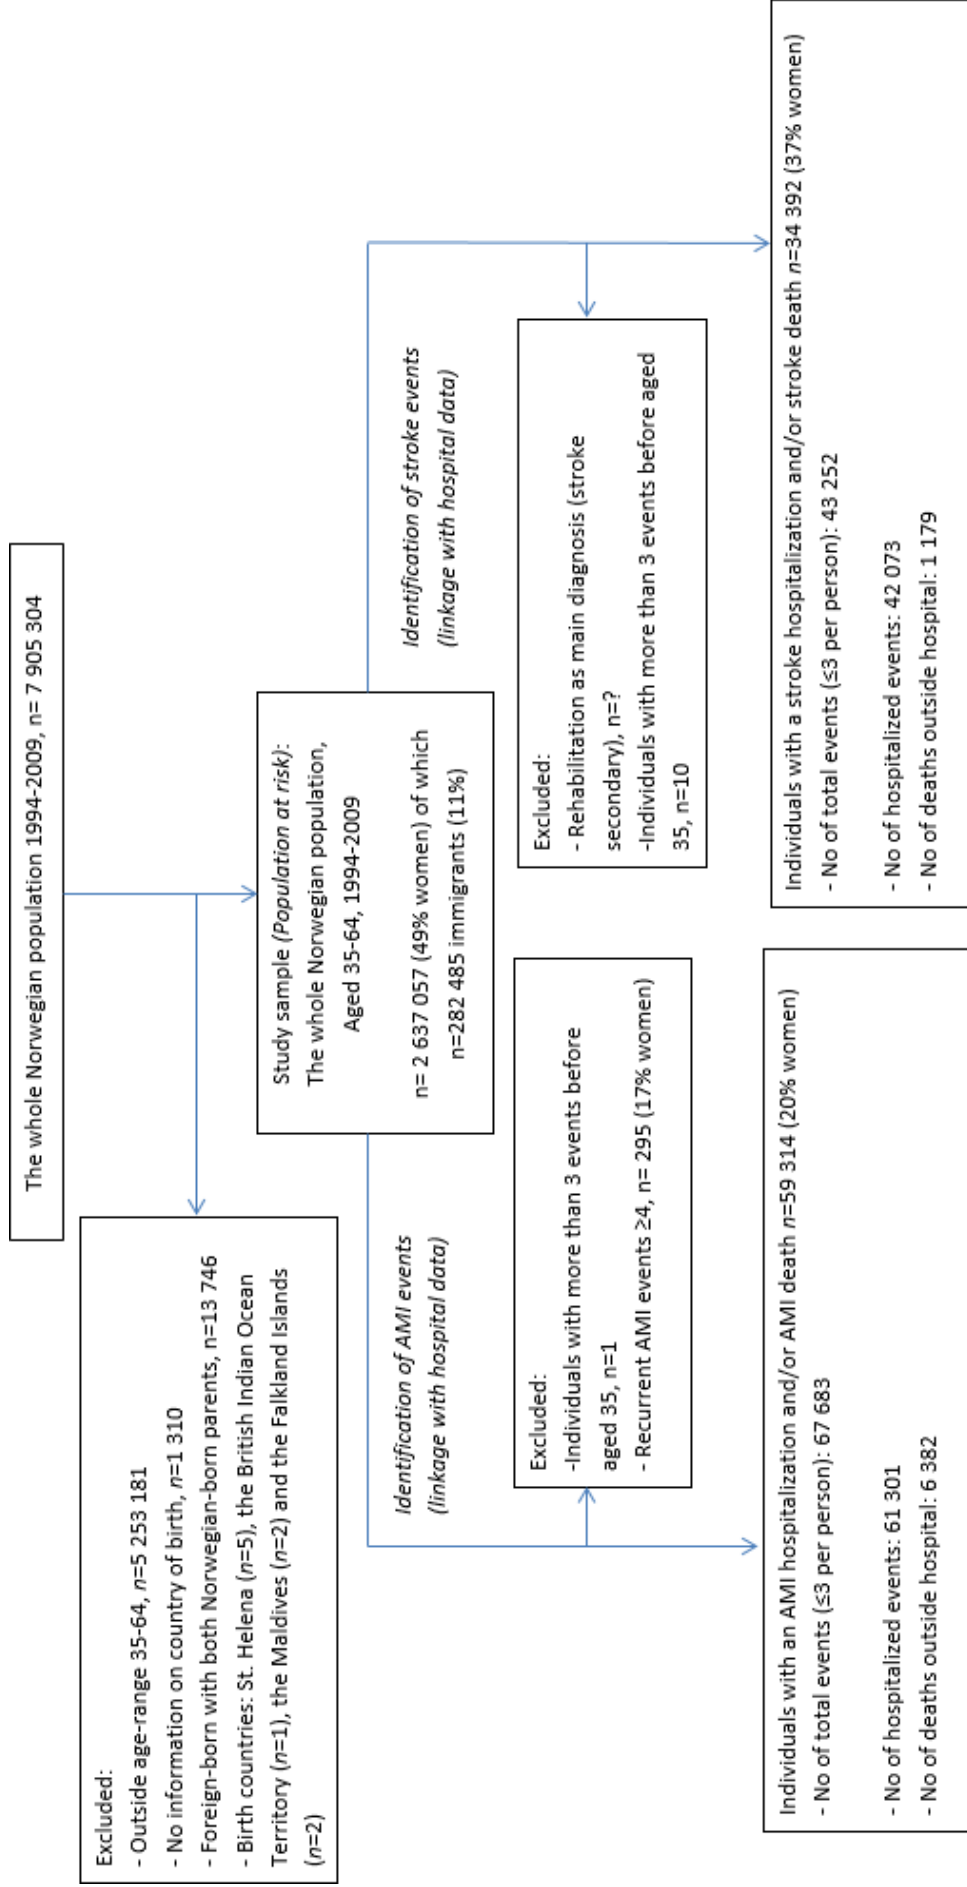 The whole Norwegian population 1994-2009, n= 7 905 304
Excluded:
- Outside age-range 35-64, n=5 253 181
- No information on country of birth, n=1 310
- Foreign-born with both Norwegian-born parents, n=13 746
- Birth countries: St. Helena (n=5), the British Indian Ocean
Territory (n=1), the Maldives (n=2) and the Falkland Islands
(n=2)
Study sample (Population at risk):
The whole Norwegian population,
Aged 35-64, 1994-2009
n= 2 637 057 (49% women) of which
n=282 485 immigrants (11%)
Identification of AMI events
(linkage with hospital data)
Identification of stroke events
(linkage with hospital data)
Excluded:
-Individuals with more than 3 events before
aged 35, n=1
- Recurrent AMI events ≥4, n= 295 (17% women)
Excluded:
- Rehabilitation as main diagnosis (stroke
secondary), n=?
-Individuals with more than 3 events before aged
35, n=10
Individuals with an AMI hospitalization and/or AMI death n=59 314 (20% women)
- No of total events (≤3 per person): 67 683
- No of hospitalized events: 61 301
- No of deaths outside hospital: 6 382
Individuals with a stroke hospitalization and/or stroke death n=34 392 (37% women)
- No of total events (≤3 per person): 43 252
- No of hospitalized events: 42 073
- No of deaths outside hospital: 1 179